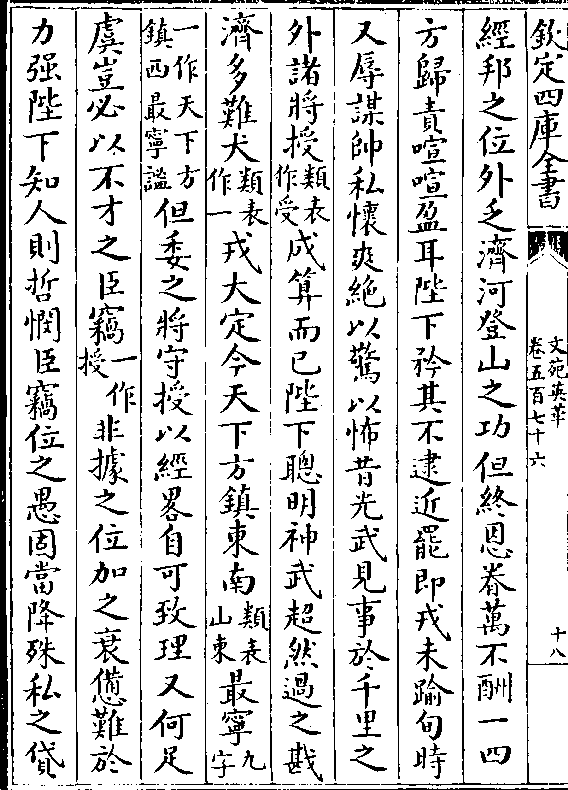 欽定四庫全書
文苑英華
卷五百七十六
十八
經邦之位外乏濟河登山之功但終恩眷萬不酬一四
方歸責喧喧盈耳陛下矜其不逮近罷即戎未踰旬時
又辱謀帥私懷爽絶以驚以怖昔光武見事於千里之
外諸將授類表作受成算而已陛下聰明神武超然過之戡
濟多難犬類表作一戎大定今天下方鎮東南類表山東最寧九字
一作天下方鎮西最寧謐但委之將守授以經畧自可致理又何足
虞豈必以不才之臣竊一作授非據之位加之衰憊難於
力强陛下知人則哲憫臣竊位之愚固當降殊私之貸